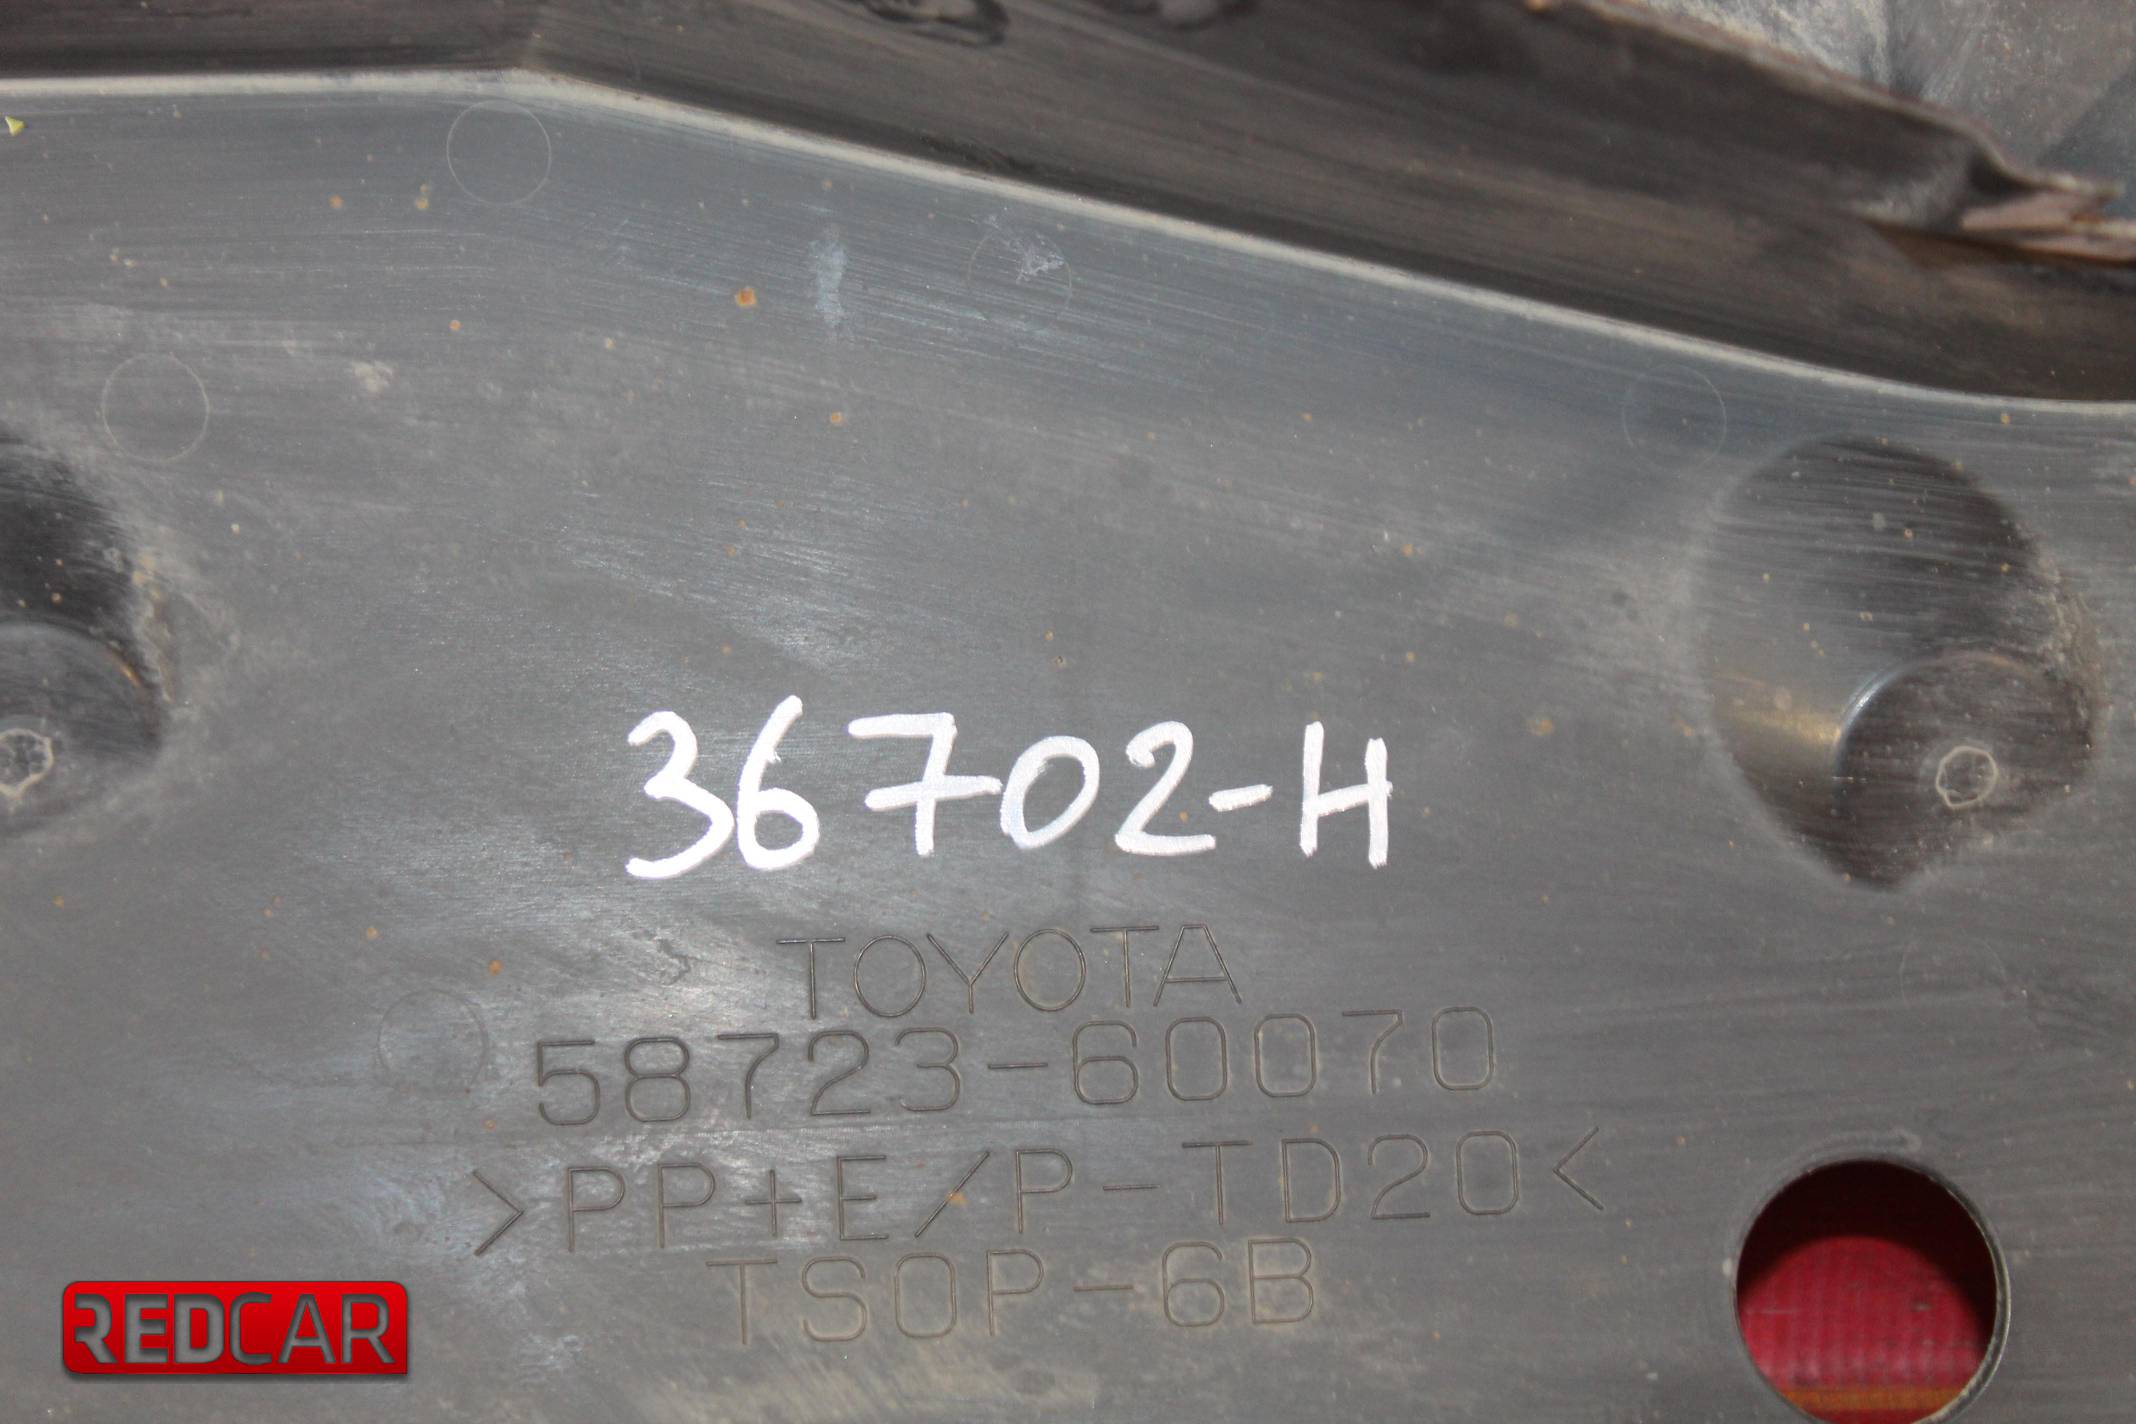 36702-H
TOYOTA
58723-60070
>PP+E/P-TD20<
TSOP-6B
REDCAR